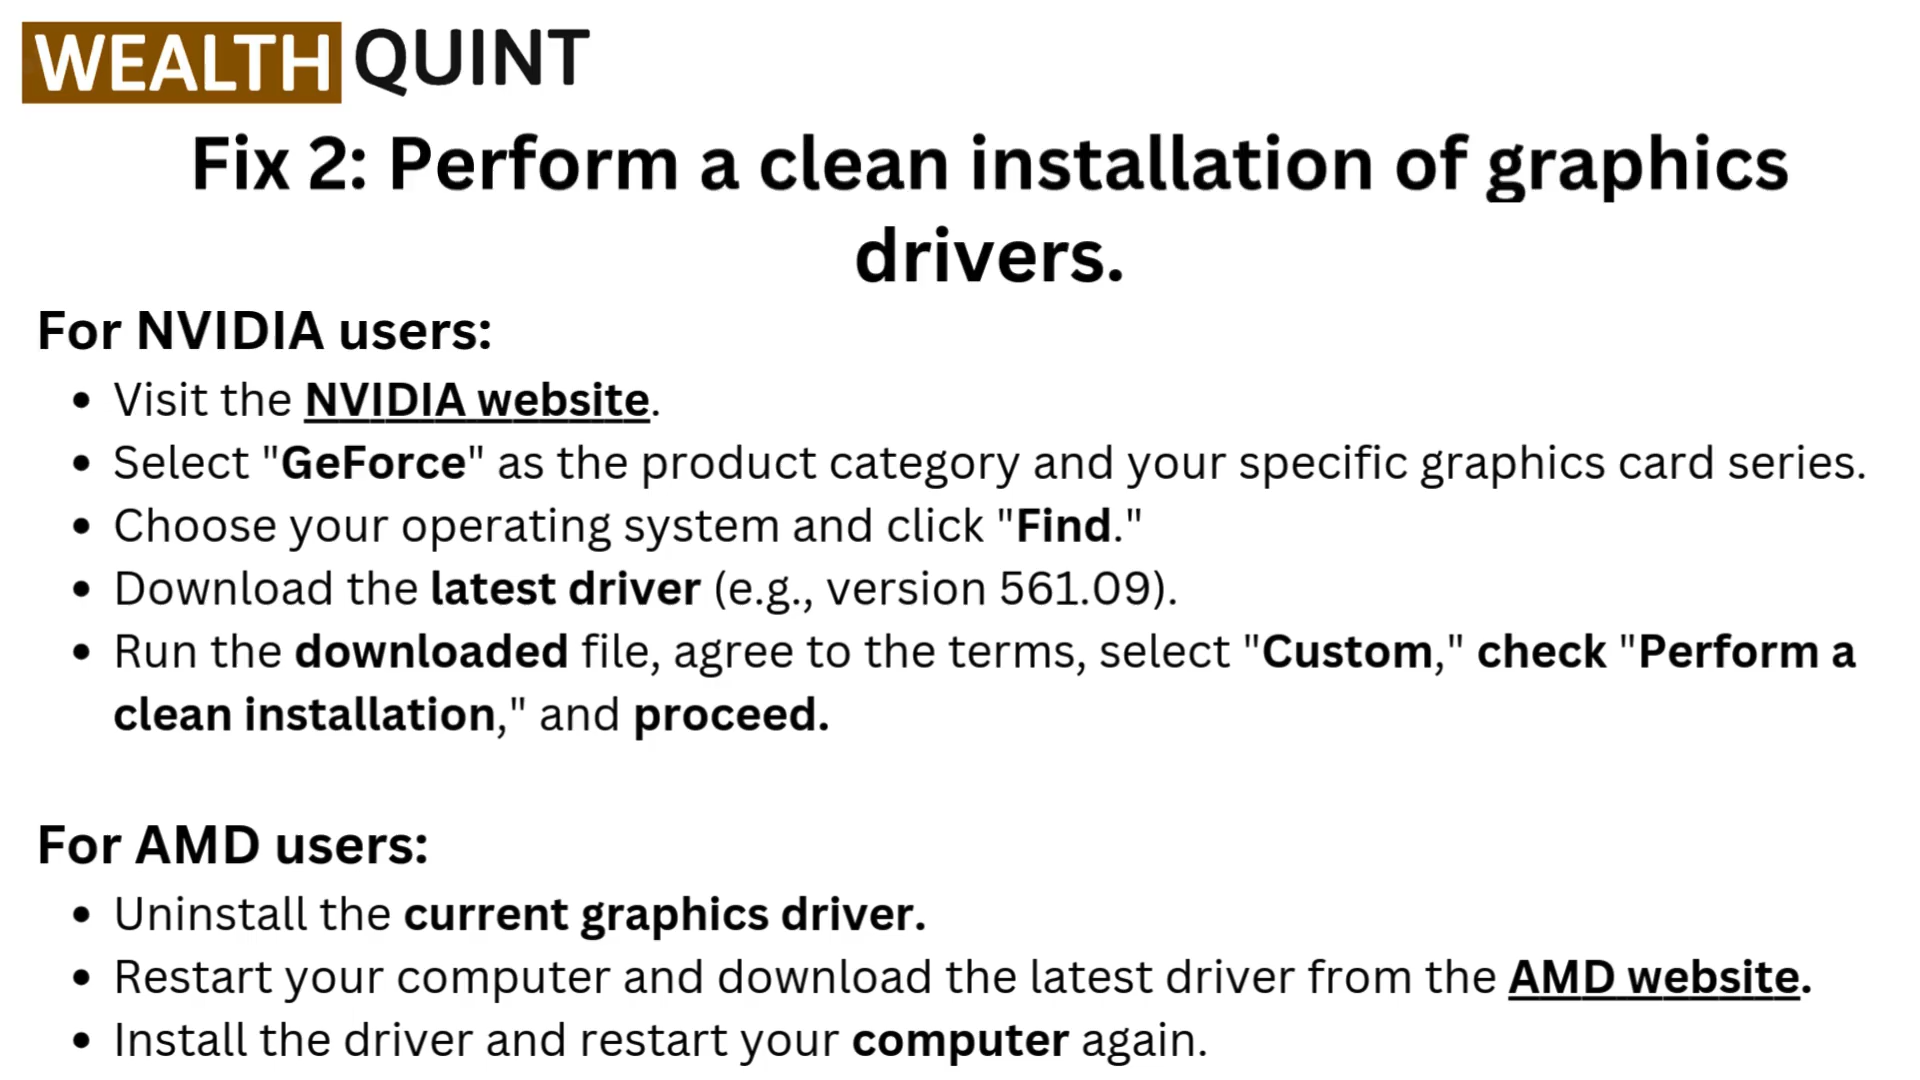 WEALTH QUINT
Fix 2: Perform a clean installation of graphics
drivers.
For NVIDIA users:
• Visit the NVIDIA website.
• Select "GeForce" as the product category and your specific graphics card series.
• Choose your operating system and click "Find."
• Download the latest driver (e.g., version 561.09).
• Run the downloaded file, agree to the terms, select "Custom," check "Perform a
clean installation," and proceed.
For AMD users:
• Uninstall the current graphics driver.
• Restart your computer and download the latest driver from the AMD website.
• Install the driver and restart your computer again.